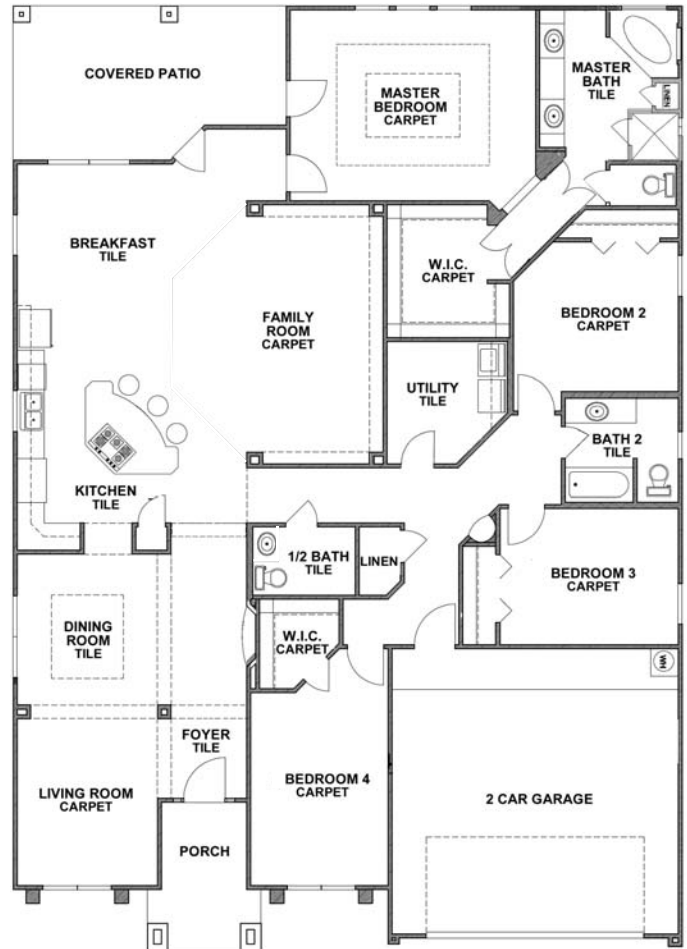 COVERED PATIO
MASTER
BEDROOM
CARPET
MASTER
BATH
TILE
LINEN
BREAKFAST
TILE
FAMILY
ROOM
CARPET
W.I.C.
CARPET
BEDROOM 2
CARPET
UTILITY
TILE
BATH 2
TILE
KITCHEN
TILE
1/2 BATH
TILE
LINEN
BEDROOM 3
CARPET
DINING
ROOM
TILE
W.I.C.
CARPET
WH
FOYER
TILE
LIVING ROOM
CARPET
BEDROOM 4
CARPET
2 CAR GARAGE
PORCH